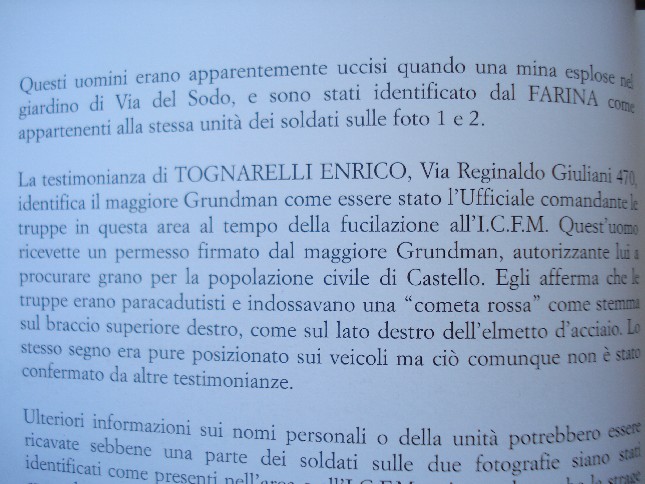 Questi uomini erano apparentemente uccisi quando una mina esplose nel
giardino di Via del Sodo, e sono stati identificato dal FARINA come
appartenenti alla stessa unità dei soldati sulle foto 1 e 2.
La testimonianza di TOGNARELLI ENRICO, Via Reginaldo Giuliani 470,
identifica il maggiore Grundman come essere stato l'Ufficiale comandante le
truppe in questa area al tempo della fucilazione all'I.C.F.M. Quest'uomo
ricevette un permesso firmato dal maggiore Grundman, autorizzante lui a
procurare grano per la popolazione civile di Castello. Egli afferma che le
truppe erano paracadutisti e indossavano una "cometa rossa" come stemma
sul braccio superiore destro, come sul lato destro dell'elmetto d'acciaio. Lo
stesso segno era pure posizionato sui veicoli ma ciò comunque non è stato
confermato da altre testimonianze.
Ulteriori informazioni sui nomi personali o della unità potrebbero essere
ricavate sebbene una parte dei soldati sulle due fotografie siano stati
identificati come presenti nell'area